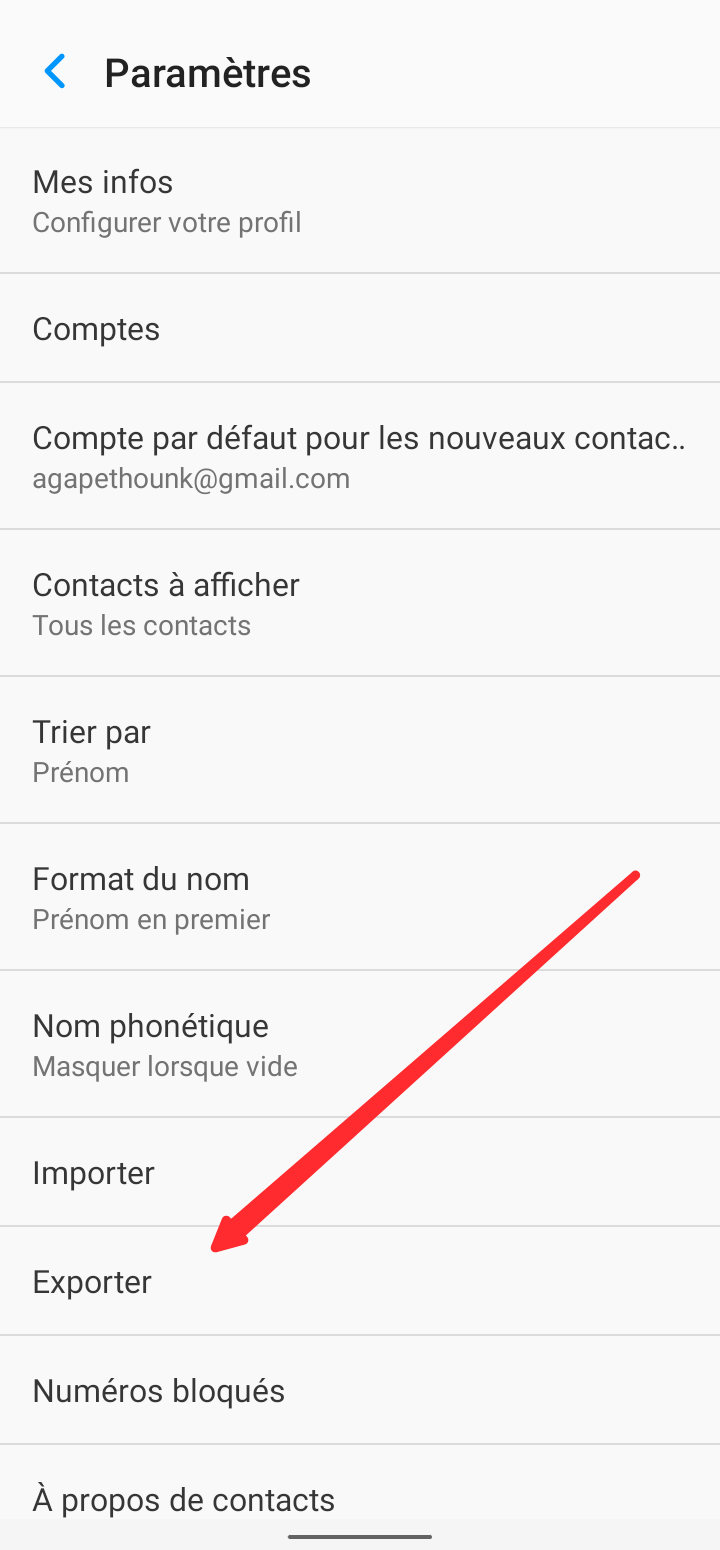 Paramètres
Mes infos
Configurer votre profil
Comptes
Compte par défaut pour les nouveaux contac..
agapethounk@gmail.com
Contacts à afficher
Tous les contacts
Trier par
Prénom
Format du nom
Prénom en premier
Nom phonétique
Masquer lorsque vide
Importer
Exporter
Numéros bloqués
À propos de contacts